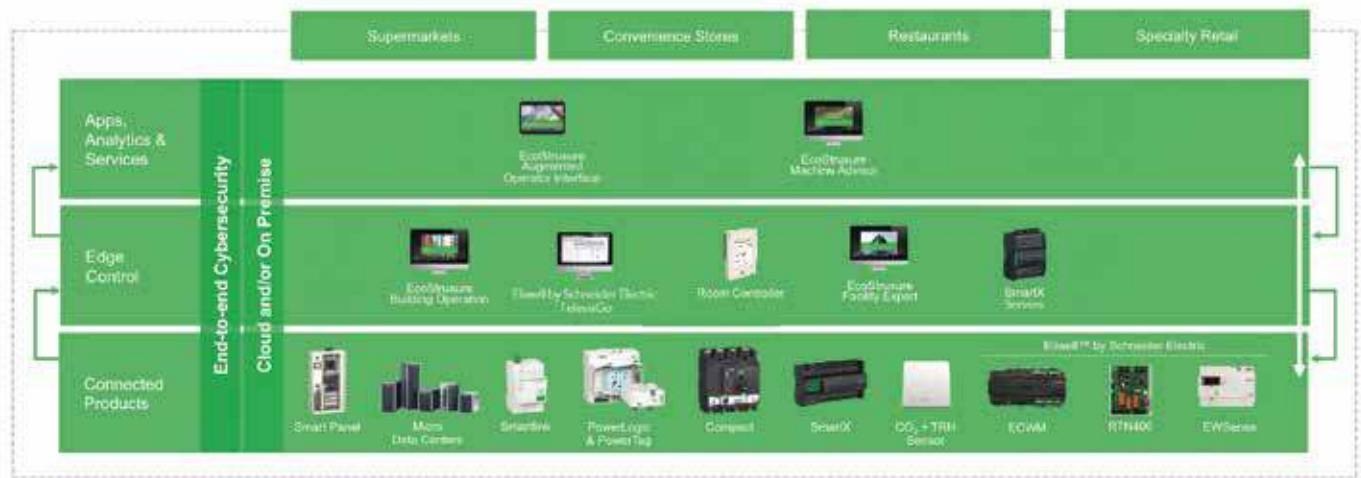 Supermarkets
Convenience Stores
Restaurants
Specialty Retail
Apps,
Analytics &
Services
End-to-end Cybersecurity
Cloud and/or On Premise
EcoStruxure
Augmented
Operator Interface
EcoStruxure
Machine Advisor
Edge
Control
EcoStruxure
Building Operation
Eliwell by Schneider Electric
TelevisGo
Room Controller
EcoStruxure
Facility Expert
SmartX
Servers
Connected
Products
Eliwell™ by Schneider Electric
Smart Panel
Micro
Data Centers
Smartlink
PowerLogic
& PowerTag
Compact
SmartX
CO₂ + TRH
Sensor
ECWM
RTN400
EWSense